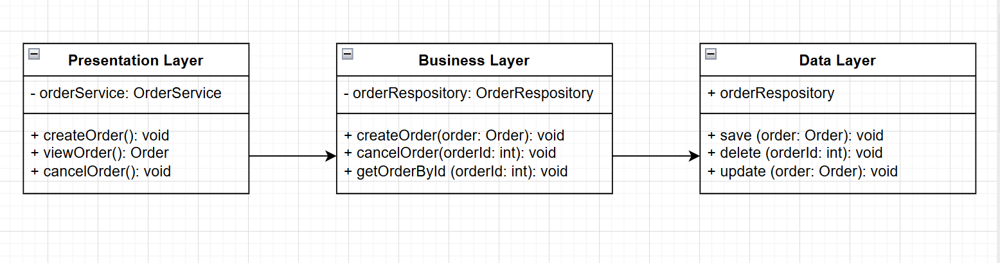 Presentation Layer
- orderService: OrderService
+ createOrder(): void
+ viewOrder(): Order
+ cancelOrder(): void
Business Layer
- orderRespository: OrderRespository
+ createOrder(order: Order): void
+ cancelOrder(orderId: int): void
+ getOrderById (orderId: int): void
Data Layer
+ orderRespository
+ save (order: Order): void
+ delete (orderId: int): void
+ update (order: Order): void